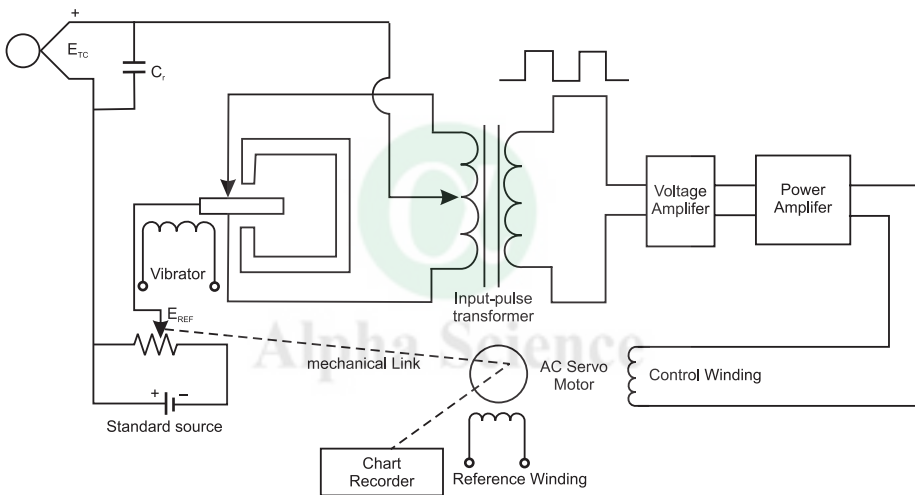 +
E_TC
C_r
Vibrator
E_REF
+ −
Standard source
mechanical Link
Input-pulse
transformer
Voltage
Amplifer
Power
Amplifer
AC Servo
Motor
Control Winding
Reference Winding
Chart
Recorder
Alpha Science